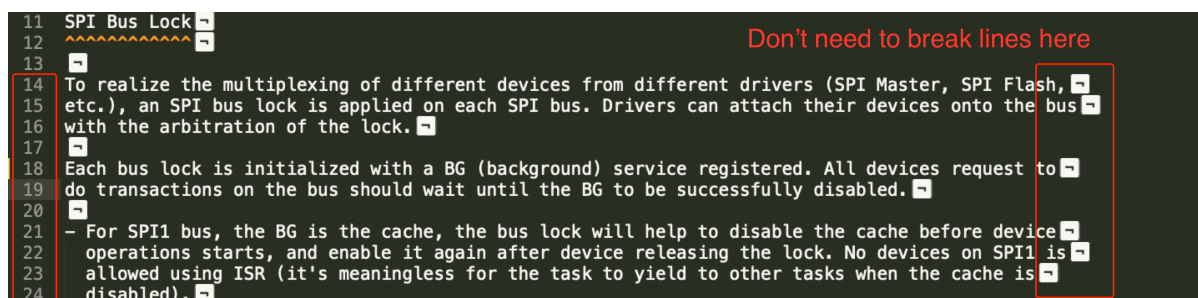 11 SPI Bus Lock¬
12 ^^^^^^^^^^^^ ¬
Don't need to break lines here
13 ¬
14 To realize the multiplexing of different devices from different drivers (SPI Master, SPI Flash, ¬
15 etc.), an SPI bus lock is applied on each SPI bus. Drivers can attach their devices onto the bus¬
16 with the arbitration of the lock. ¬
17 ¬
18 Each bus lock is initialized with a BG (background) service registered. All devices request to¬
19 do transactions on the bus should wait until the BG to be successfully disabled. ¬
20 ¬
21 - For SPI1 bus, the BG is the cache, the bus lock will help to disable the cache before device¬
22 operations starts, and enable it again after device releasing the lock. No devices on SPI1 is¬
23 allowed using ISR (it's meaningless for the task to yield to other tasks when the cache is¬
24 disabled). ¬